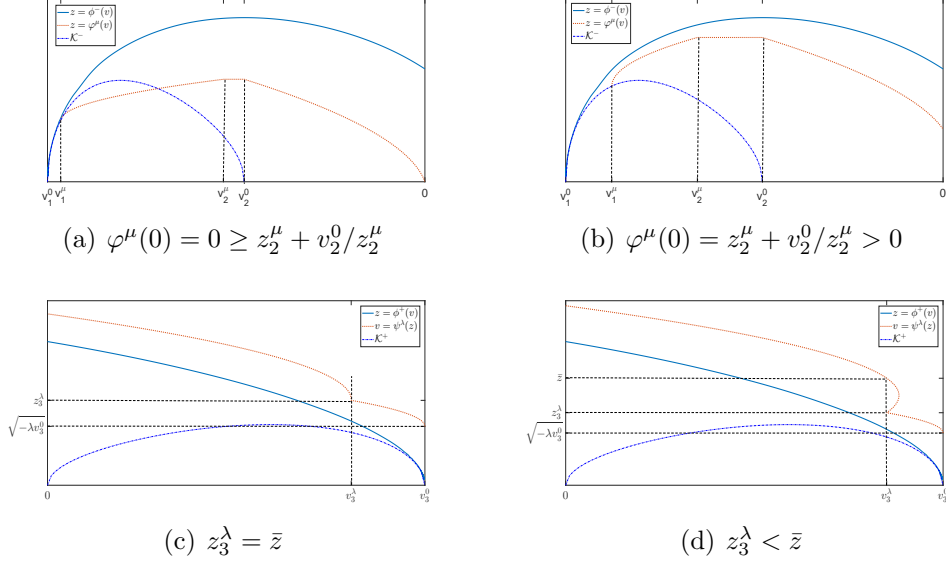 z = ϕ⁻(v)
z = φ^μ(v)
𝒦⁻
v₁⁰ v₁^μ v₂^μ v₂⁰ 0
(a) φ^μ(0) = 0 ≥ z₂^μ + v₂⁰/z₂^μ
z = ϕ⁻(v)
z = φ^μ(v)
𝒦⁻
v₁⁰ v₁^μ v₂^μ v₂⁰ 0
(b) φ^μ(0) = z₂^μ + v₂⁰/z₂^μ > 0
z = ϕ⁺(v)
v = ψ^λ(z)
𝒦⁺
z₃^λ
√(−λv₃⁰)
0 v₃^λ v₃⁰
(c) z₃^λ = z̄
z = ϕ⁺(v)
v = ψ^λ(z)
𝒦⁺
z̄
z₃^λ
√(−λv₃⁰)
0 v₃^λ v₃⁰
(d) z₃^λ < z̄